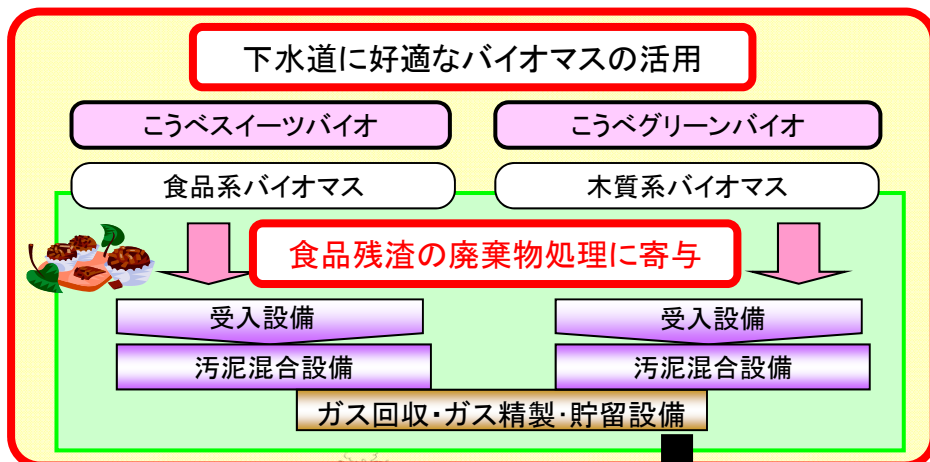 下水道に好適なバイオマスの活用
こうべスイーツバイオ
こうべグリーンバイオ
食品系バイオマス
木質系バイオマス
食品残渣の廃棄物処理に寄与
受入設備
受入設備
汚泥混合設備
汚泥混合設備
ガス回収・ガス精製・貯留設備